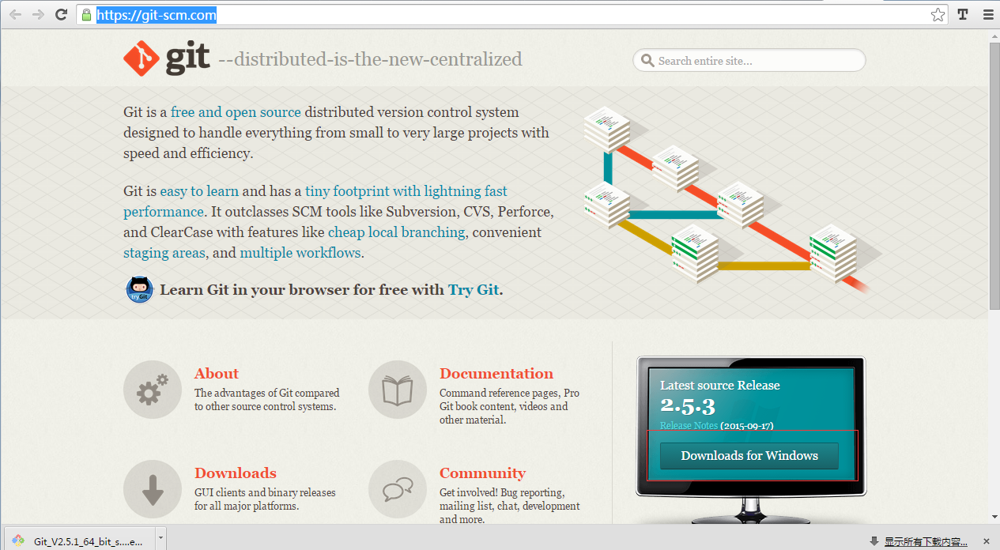 https://git-scm.com
git --distributed-is-the-new-centralized
Search entire site...
Git is a free and open source distributed version control system
designed to handle everything from small to very large projects with
speed and efficiency.
Git is easy to learn and has a tiny footprint with lightning fast
performance. It outclasses SCM tools like Subversion, CVS, Perforce,
and ClearCase with features like cheap local branching, convenient
staging areas, and multiple workflows.
Learn Git in your browser for free with Try Git.
About
The advantages of Git compared
to other source control systems.
Documentation
Command reference pages, Pro
Git book content, videos and
other material.
Downloads
GUI clients and binary releases
for all major platforms.
Community
Get involved! Bug reporting,
mailing list, chat, development
and more.
Latest source Release
2.5.3
Release Notes (2015-09-17)
Downloads for Windows
Git_V2.5.1_64_bit_s....e...
显示所有下载内容...